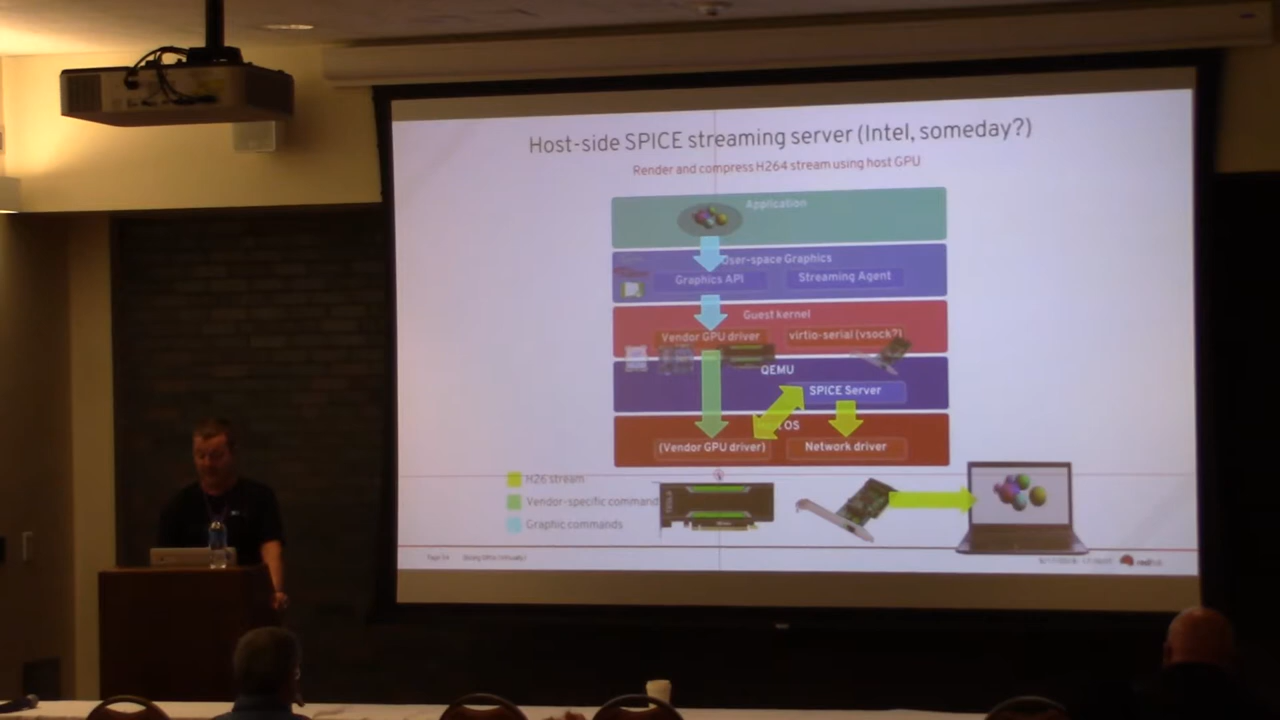 Host-side SPICE streaming server (Intel, someday?)
Render and compress H264 stream using host GPU
Application
User-space Graphics
Graphics API
Streaming Agent
Guest kernel
Vendor GPU driver
virtio-serial (vsock?)
QEMU
SPICE Server
OS
(Vendor GPU driver)
Network driver
H26 stream
Vendor-specific command
Graphic commands